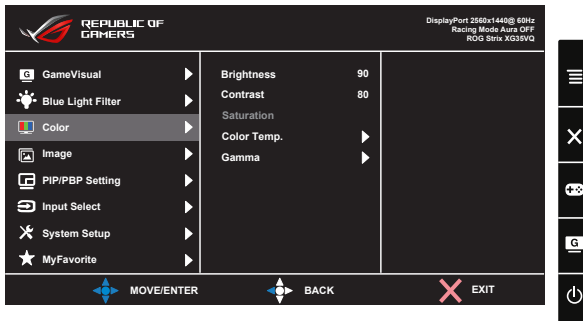 REPUBLIC OF
GAMERS
DisplayPort 2560x1440@ 60Hz
Racing Mode Aura OFF
ROG Strix XG35VQ
G GameVisual
Blue Light Filter
Color
Image
PIP/PBP Setting
Input Select
System Setup
MyFavorite
Brightness 90
Contrast 80
Saturation
Color Temp.
Gamma
MOVE/ENTER BACK EXIT
G